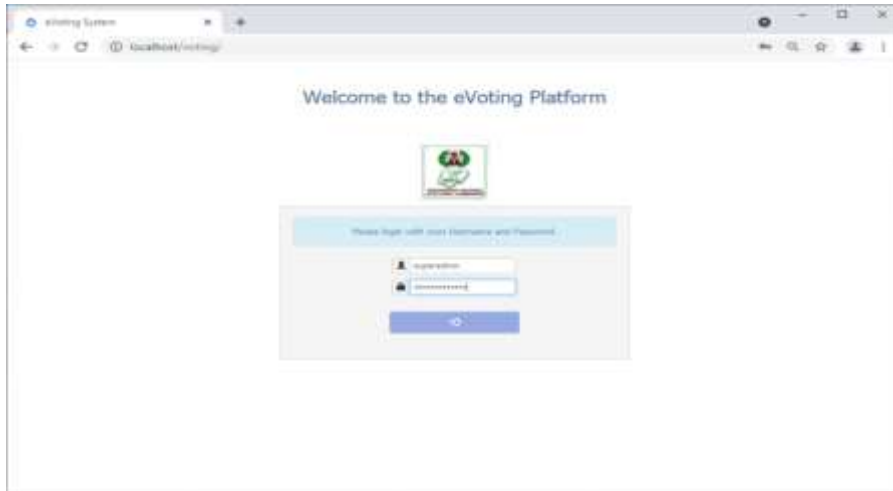 eVoting System
localhost/voting/
Welcome to the eVoting Platform
Please login with your Username and Password
superadmin